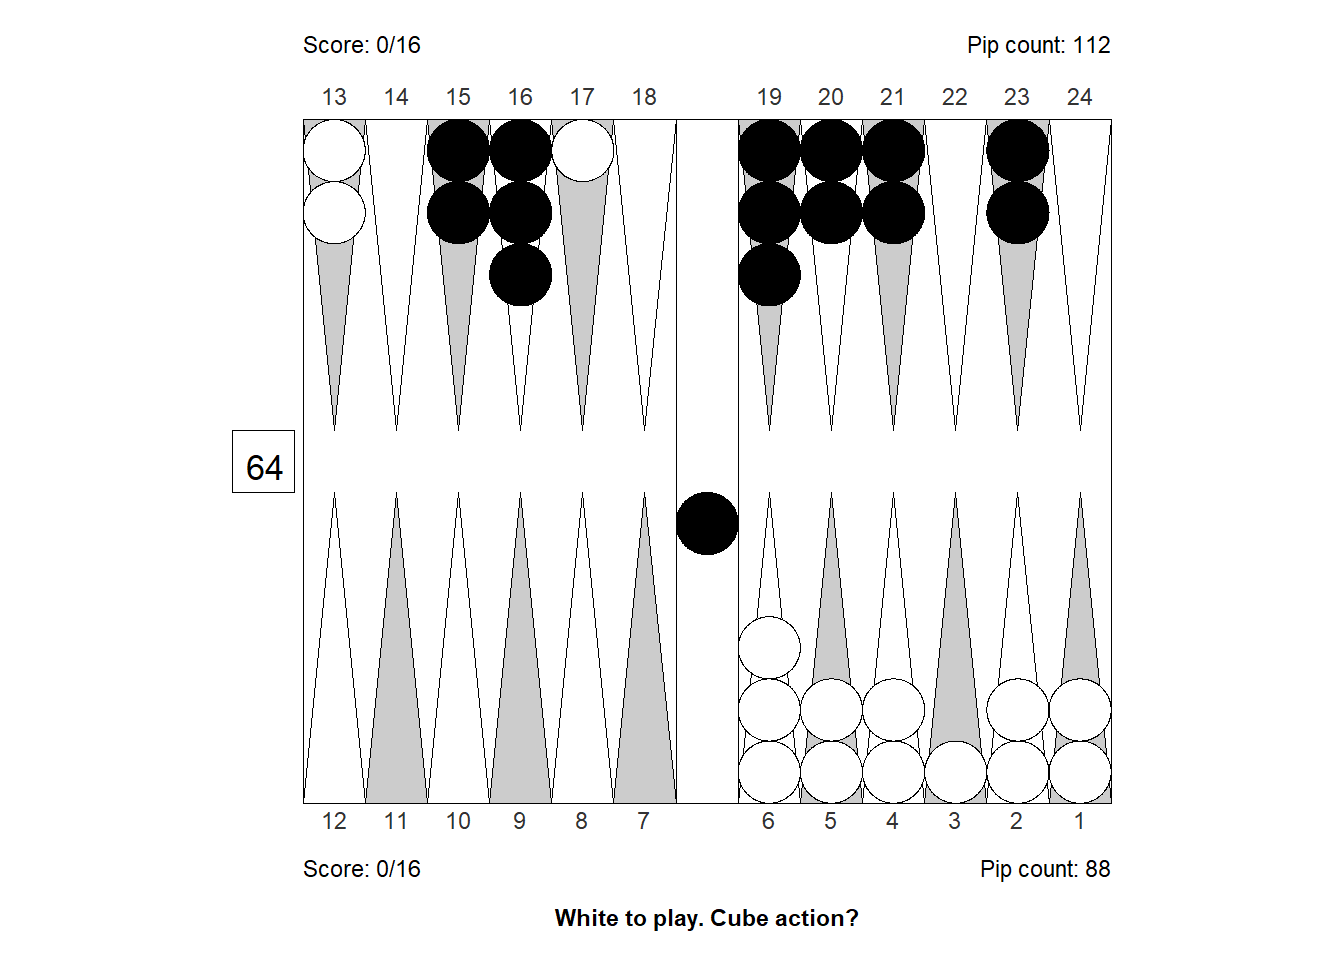 Score: 0/16 Pip count: 112
13 14 15 16 17 18 19 20 21 22 23 24
64
12 11 10 9 8 7 6 5 4 3 2 1
Score: 0/16 Pip count: 88
White to play. Cube action?